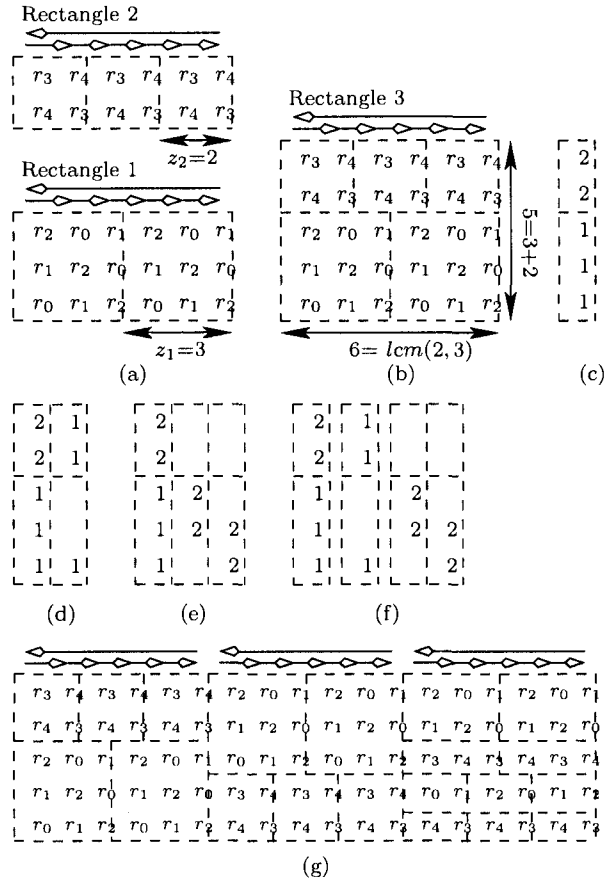 Rectangle 2
r₃ r₄ r₃ r₄ r₃ r₄
r₄ r₃ r₄ r₃ r₄ r₃
z₂=2
Rectangle 1
r₂ r₀ r₁ r₂ r₀ r₁
r₁ r₂ r₀ r₁ r₂ r₀
r₀ r₁ r₂ r₀ r₁ r₂
z₁=3
(a)
Rectangle 3
r₃ r₄ r₃ r₄ r₃ r₄
r₄ r₃ r₄ r₃ r₄ r₃
r₂ r₀ r₁ r₂ r₀ r₁
r₁ r₂ r₀ r₁ r₂ r₀
r₀ r₁ r₂ r₀ r₁ r₂
5=3+2
6= lcm(2, 3)
(b)
2
2
1
1
1
(c)
2 1
2 1
1
1
1 1
(d)
2
2
1 2
1 2 2
1 2
(e)
2 1
2 1
1 2
1 2 2
1 1 2
(f)
r₃ r₄ r₃ r₄ r₃ r₄ r₂ r₀ r₁ r₂ r₀ r₁ r₂ r₀ r₁ r₂ r₀ r₁
r₄ r₃ r₄ r₃ r₄ r₃ r₁ r₂ r₀ r₁ r₂ r₀ r₁ r₂ r₀ r₁ r₂ r₀
r₂ r₀ r₁ r₂ r₀ r₁ r₀ r₁ r₂ r₀ r₁ r₂ r₃ r₄ r₃ r₄ r₃ r₄
r₁ r₂ r₀ r₁ r₂ r₀ r₃ r₄ r₃ r₄ r₃ r₄ r₀ r₁ r₂ r₀ r₁ r₂
r₀ r₁ r₂ r₀ r₁ r₂ r₄ r₃ r₄ r₃ r₄ r₃ r₄ r₃ r₄ r₃ r₄ r₃
(g)